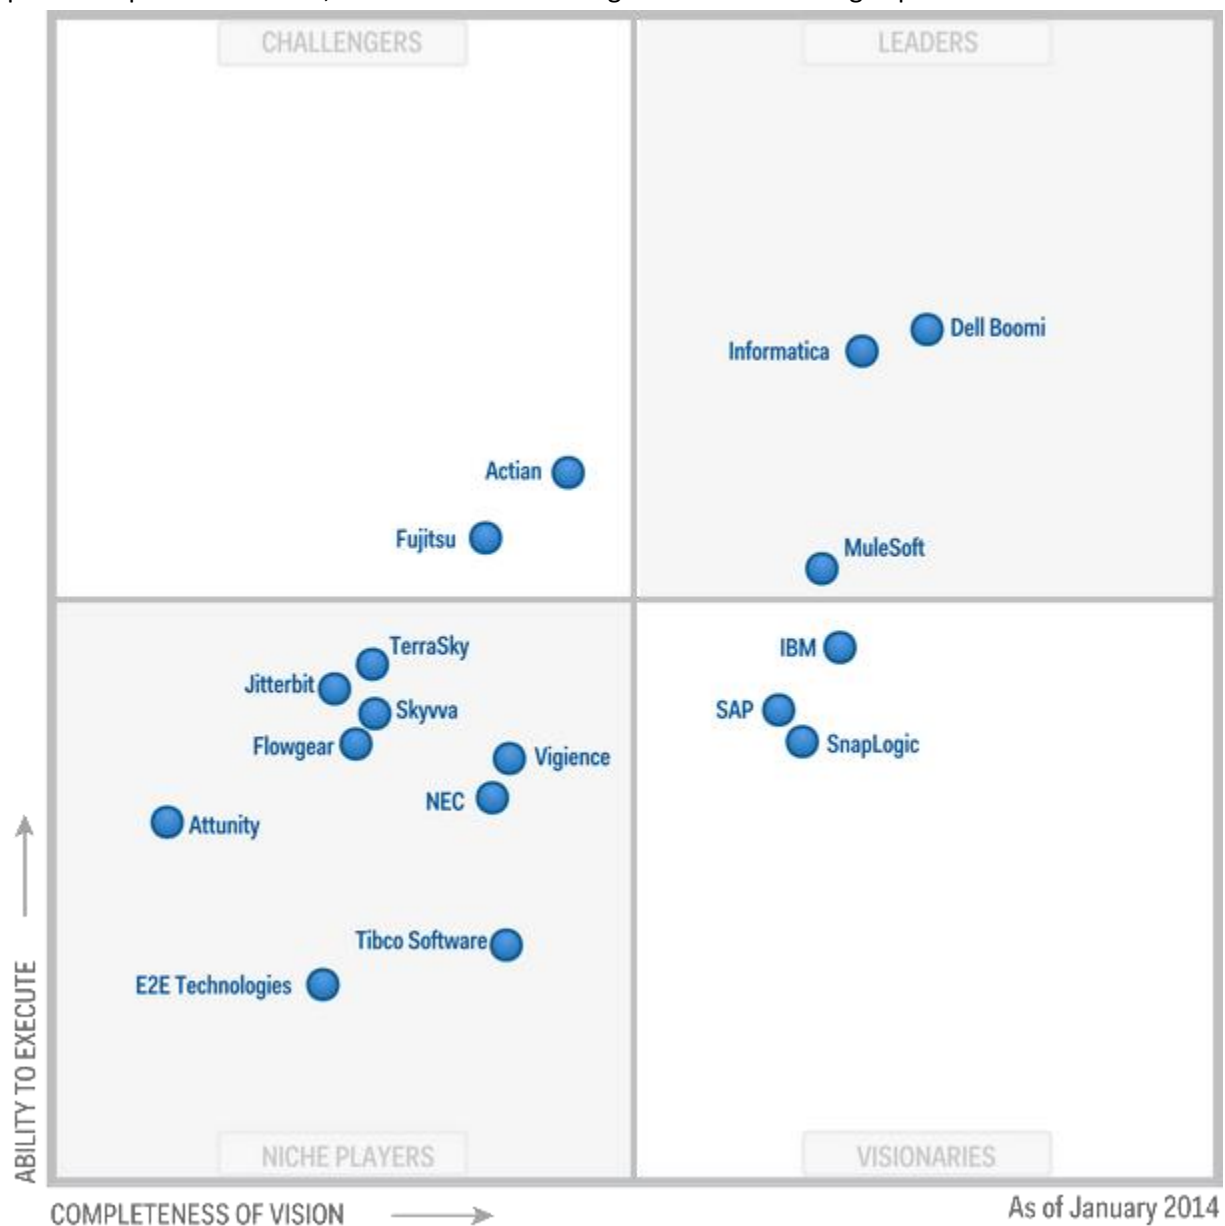 CHALLENGERS
LEADERS
Dell Boomi
Informatica
Actian
Fujitsu
MuleSoft
TerraSky
IBM
Jitterbit
Skyvva
SAP
Flowgear
SnapLogic
Vigience
NEC
Attunity
Tibco Software
E2E Technologies
ABILITY TO EXECUTE
NICHE PLAYERS
VISIONARIES
COMPLETENESS OF VISION
As of January 2014